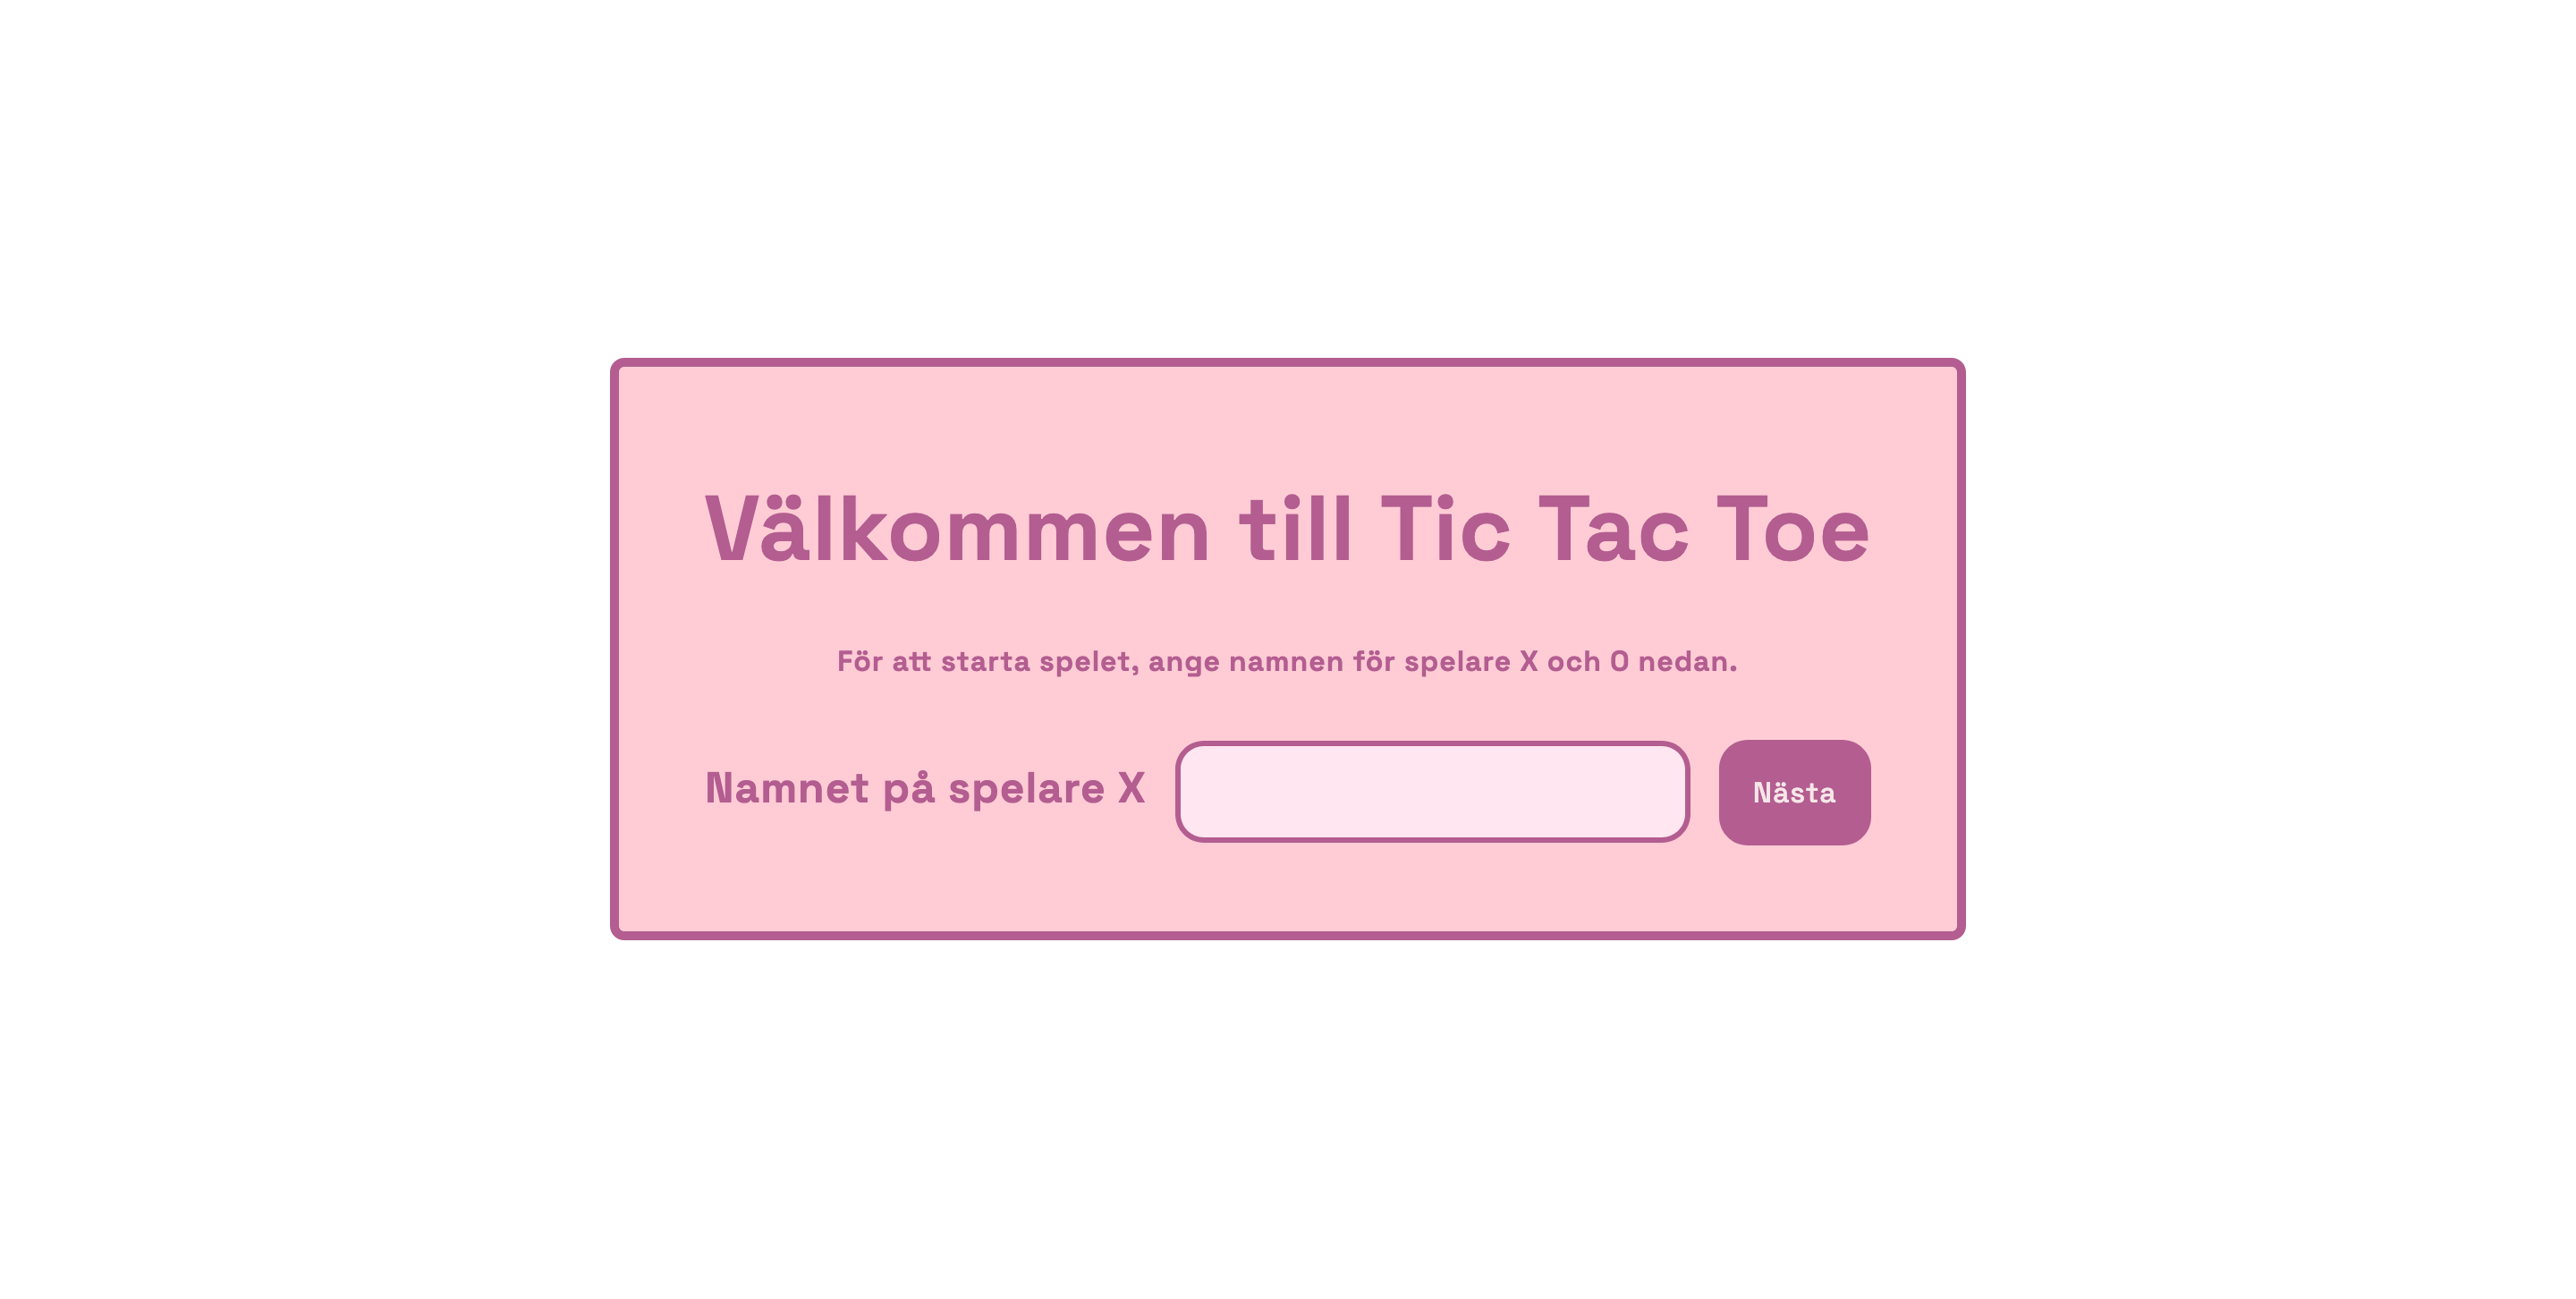 Välkommen till Tic Tac Toe
För att starta spelet, ange namnen för spelare X och O nedan.
Namnet på spelare X
Nästa